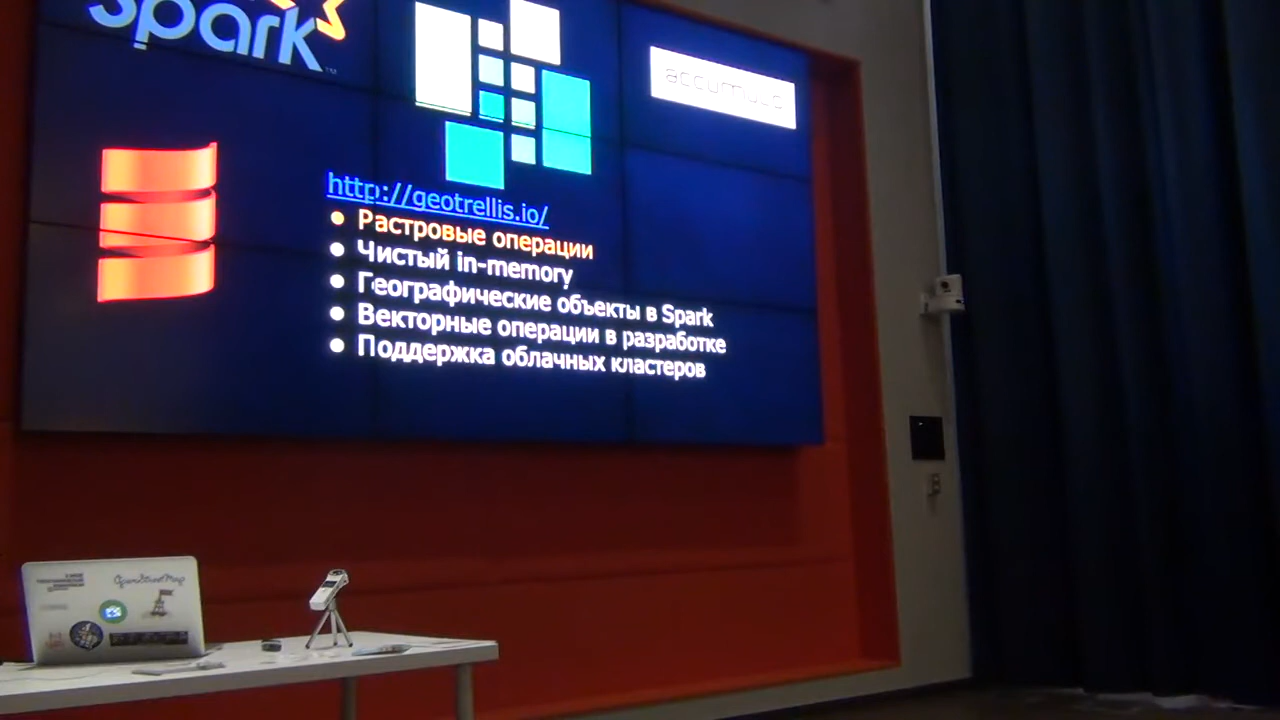 Spark
accumulo
http://geotrellis.io/
Растровые операции
Чистый in-memory
Географические объекты в Spark
Векторные операции в разработке
Поддержка облачных кластеров
OpenStreetMap